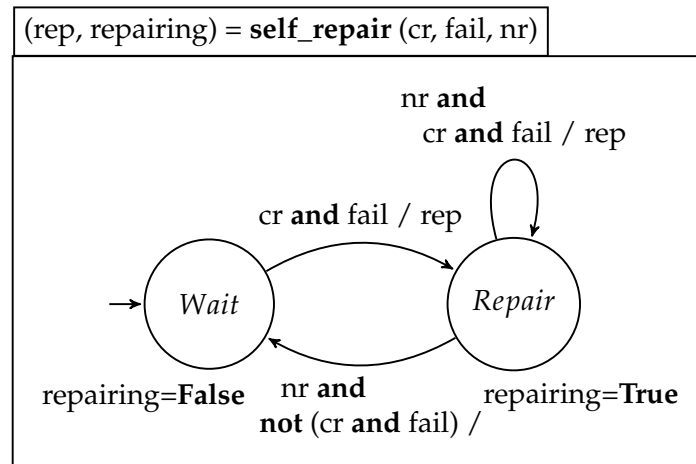 (rep, repairing) = self_repair (cr, fail, nr)
nr and
cr and fail / rep
cr and fail / rep
Wait
Repair
repairing=False
nr and
not (cr and fail) /
repairing=True